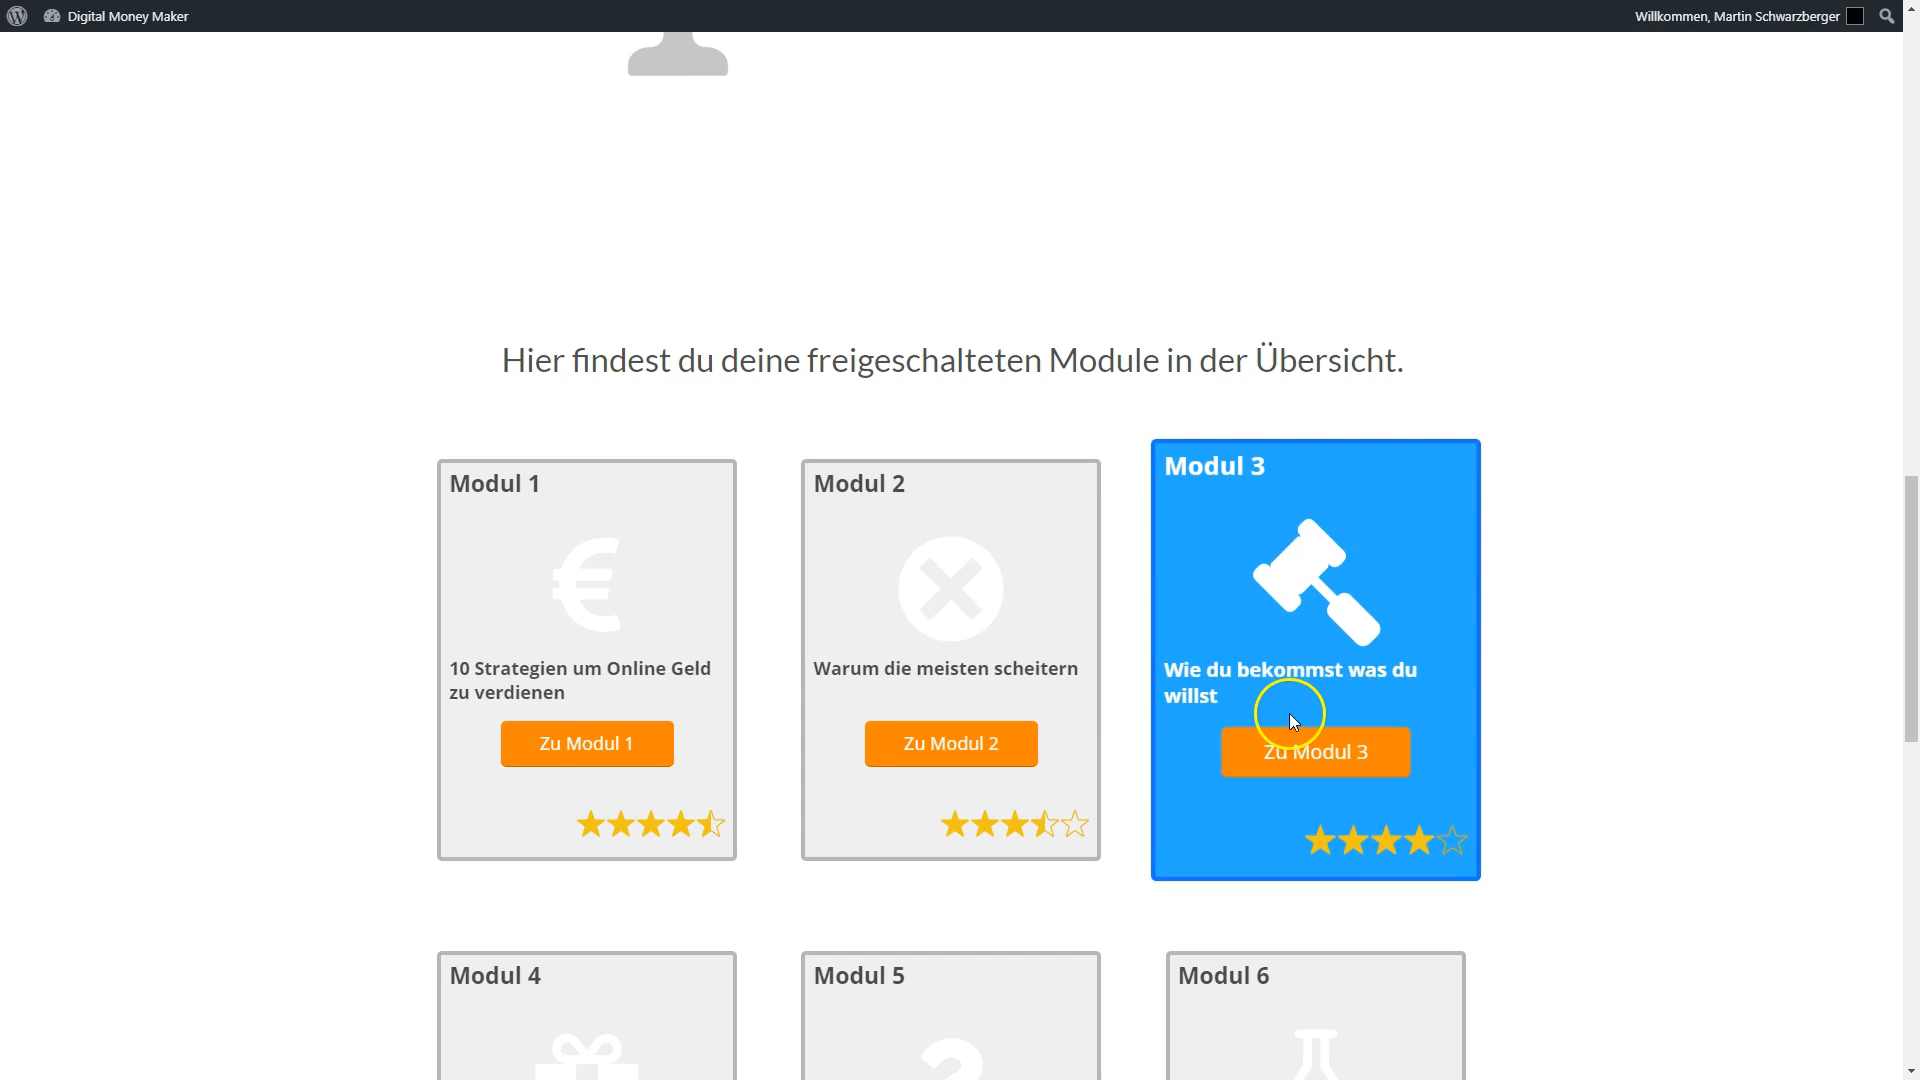 Digital Money Maker
Willkommen, Martin Schwarzberger
Hier findest du deine freigeschalteten Module in der Übersicht.
Modul 1
10 Strategien um Online Geld
zu verdienen
Zu Modul 1
Modul 2
Warum die meisten scheitern
Zu Modul 2
Modul 3
Wie du bekommst was du
willst
Zu Modul 3
Modul 4
Modul 5
Modul 6